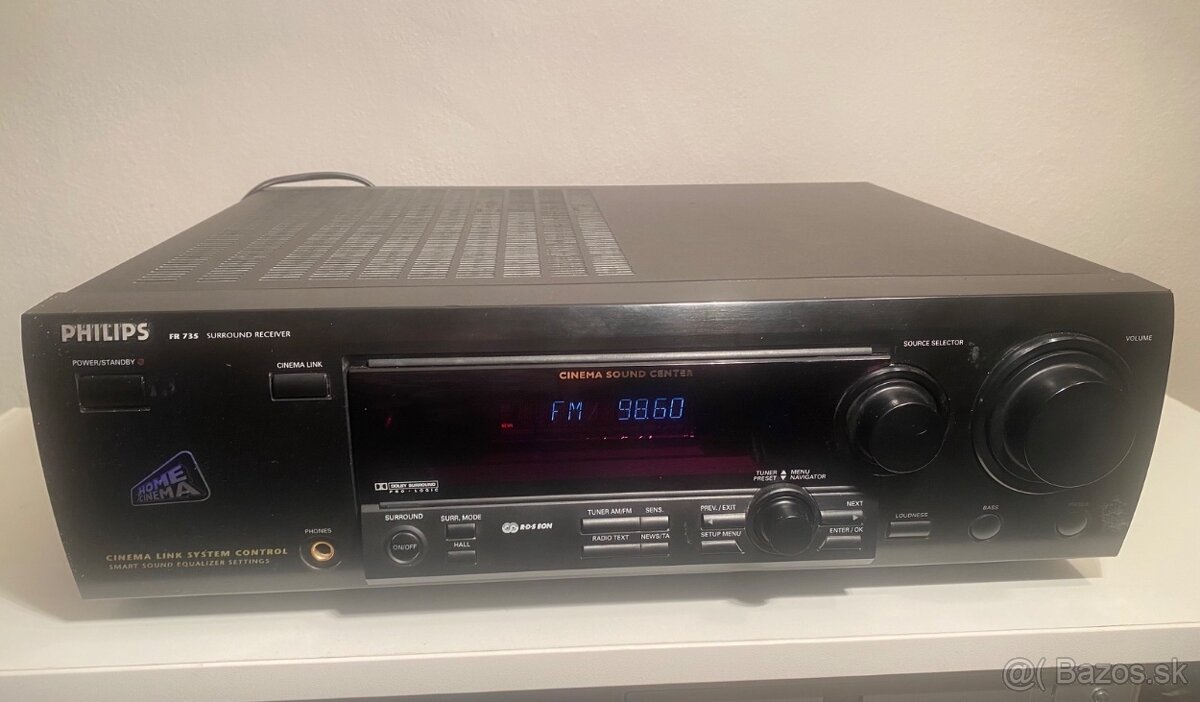 PHILIPS
FR 735 SURROUND RECEIVER
POWER/STANDBY
CINEMA LINK
CINEMA SOUND CENTER
SOURCE SELECTOR
VOLUME
FM 98.60
NEWS
HOME CINEMA
DOLBY SURROUND
PRO · LOGIC
TUNER PRESET
MENU NAVIGATOR
PHONES
SURROUND
ON/OFF
SURR. MODE
HALL
R·D·S EON
TUNER AM/FM
SENS.
RADIO TEXT
NEWS/TA
PREV. / EXIT
SETUP MENU
NEXT
ENTER / OK
LOUDNESS
BASS
CINEMA LINK SYSTEM CONTROL
SMART SOUND EQUALIZER SETTINGS
@( Bazos.sk